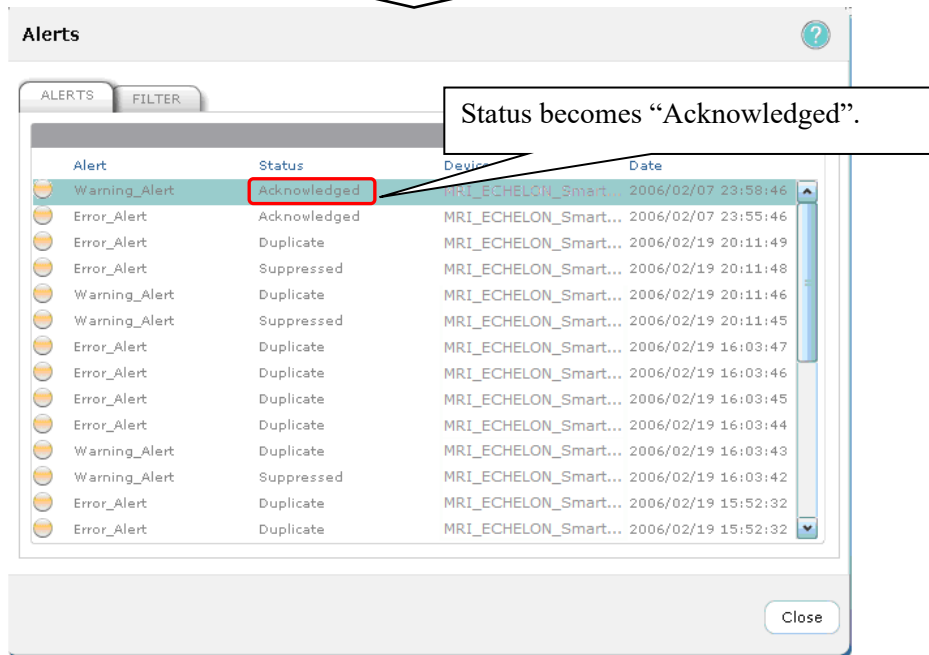 Alerts
?
ALERTS FILTER
Status becomes “Acknowledged”.
Alert Status Device Date
Warning_Alert Acknowledged MRI_ECHELON_Smart... 2006/02/07 23:58:46
Error_Alert Acknowledged MRI_ECHELON_Smart... 2006/02/07 23:55:46
Error_Alert Duplicate MRI_ECHELON_Smart... 2006/02/19 20:11:49
Error_Alert Suppressed MRI_ECHELON_Smart... 2006/02/19 20:11:48
Warning_Alert Duplicate MRI_ECHELON_Smart... 2006/02/19 20:11:46
Warning_Alert Suppressed MRI_ECHELON_Smart... 2006/02/19 20:11:45
Error_Alert Duplicate MRI_ECHELON_Smart... 2006/02/19 16:03:47
Error_Alert Duplicate MRI_ECHELON_Smart... 2006/02/19 16:03:46
Error_Alert Duplicate MRI_ECHELON_Smart... 2006/02/19 16:03:45
Error_Alert Duplicate MRI_ECHELON_Smart... 2006/02/19 16:03:44
Warning_Alert Duplicate MRI_ECHELON_Smart... 2006/02/19 16:03:43
Warning_Alert Suppressed MRI_ECHELON_Smart... 2006/02/19 16:03:42
Error_Alert Duplicate MRI_ECHELON_Smart... 2006/02/19 15:52:32
Error_Alert Duplicate MRI_ECHELON_Smart... 2006/02/19 15:52:32
Close